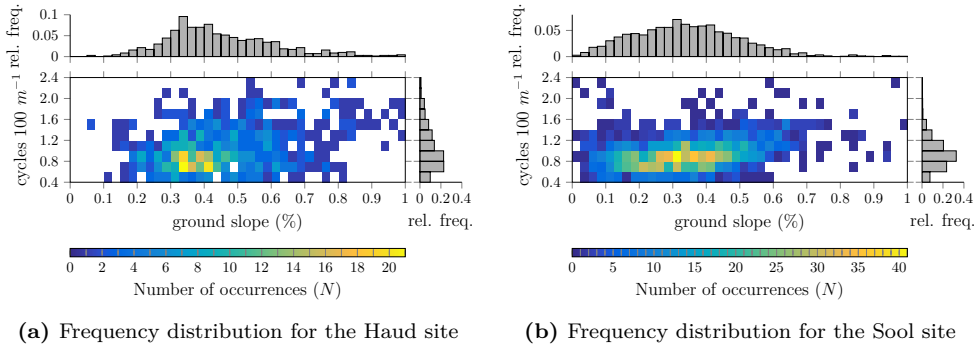 0.1
0.05
0
rel. freq.
2.4
2.0
1.6
1.2
0.8
0.4
cycles 100 m⁻¹
0 0.1 0.2 0.3 0.4 0.5 0.6 0.7 0.8 0.9 1
ground slope (%)
0 0.2 0.4
rel. freq.
0 2 4 6 8 10 12 14 16 18 20
Number of occurrences (N)
(a) Frequency distribution for the Haud site
0.05
0
rel. freq.
2.4
2.0
1.6
1.2
0.8
0.4
cycles 100 m⁻¹
0 0.1 0.2 0.3 0.4 0.5 0.6 0.7 0.8 0.9 1
ground slope (%)
0 0.2 0.4
rel. freq.
0 5 10 15 20 25 30 35 40
Number of occurrences (N)
(b) Frequency distribution for the Sool site